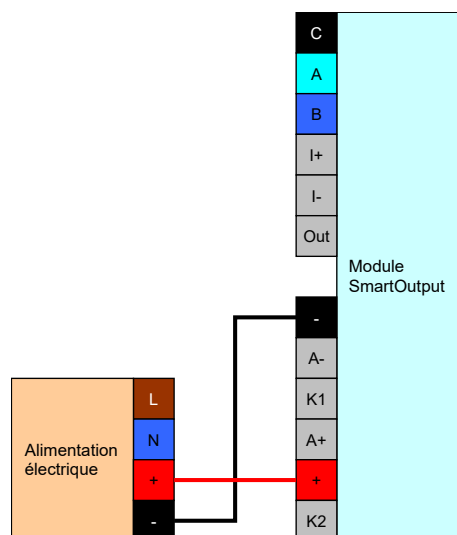 C
A
B
I+
I-
Out
Module
SmartOutput
-
A-
K1
A+
+
K2
Alimentation
électrique
L
N
+
-